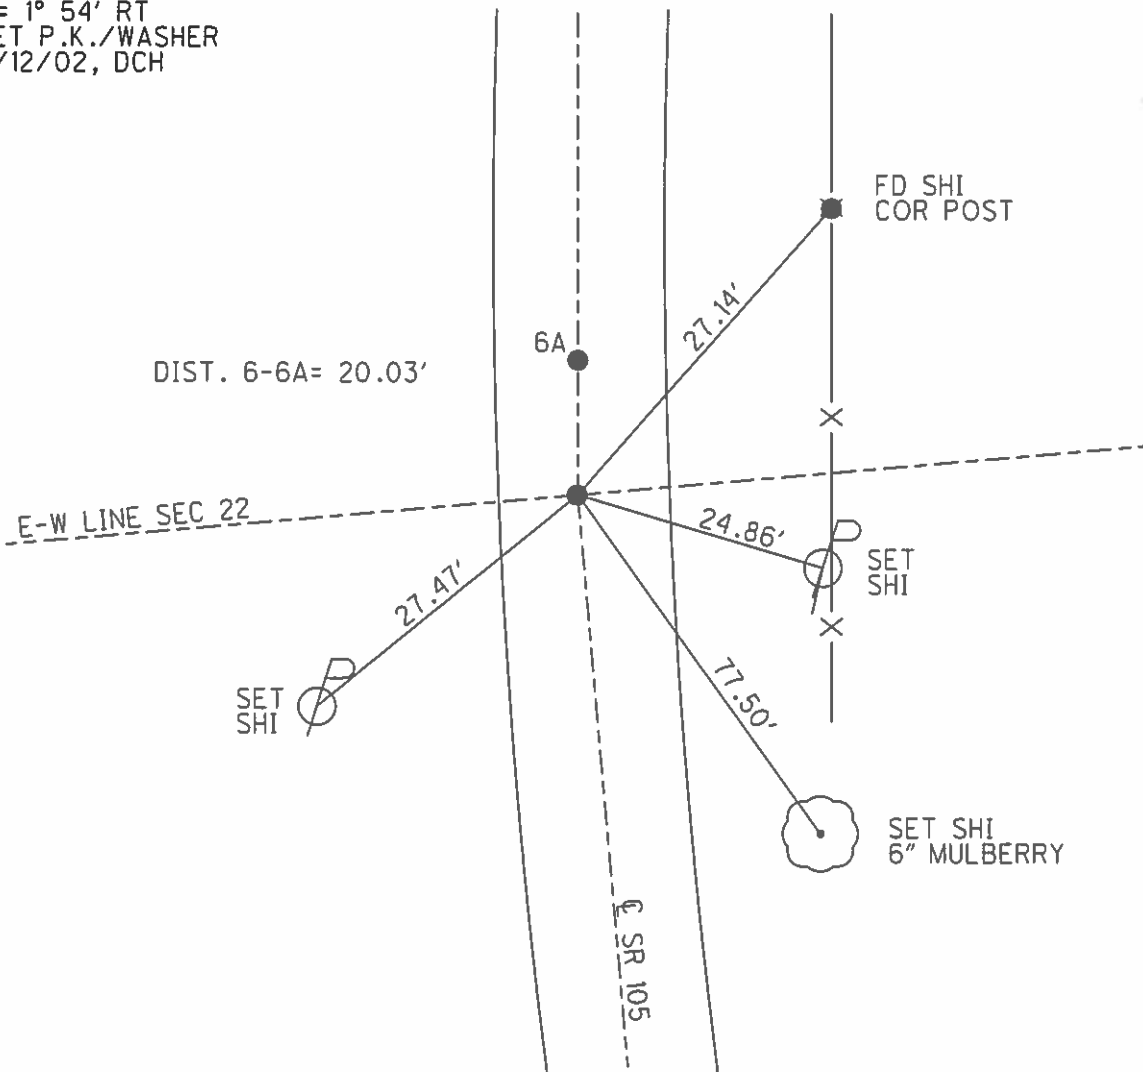 = 1° 54' RT
P.K./WASHER
/12/02, DCH
FD SHI
COR POST
27.14'
6A
DIST. 6-6A= 20.03'
E-W LINE SEC 22
24.86'
SET
SHI
27.47'
SET
SHI
77.50'
SET SHI
6" MULBERRY
℄ SR 105